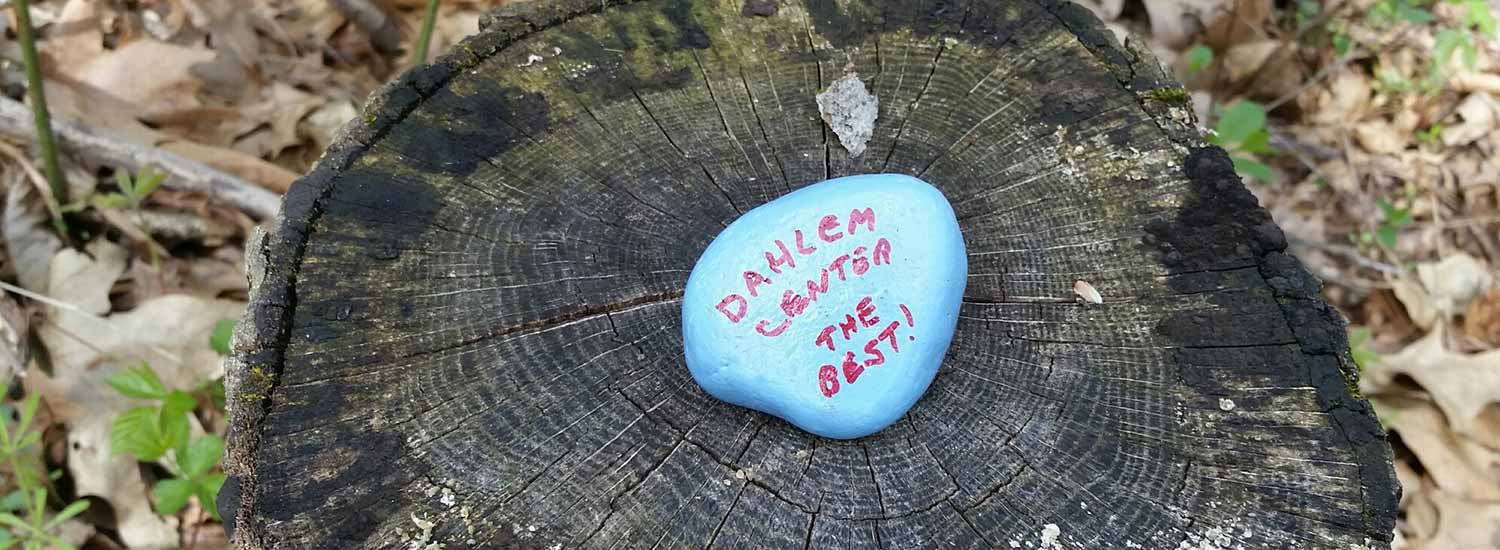 DAHLEM
CENTER
THE
BEST!